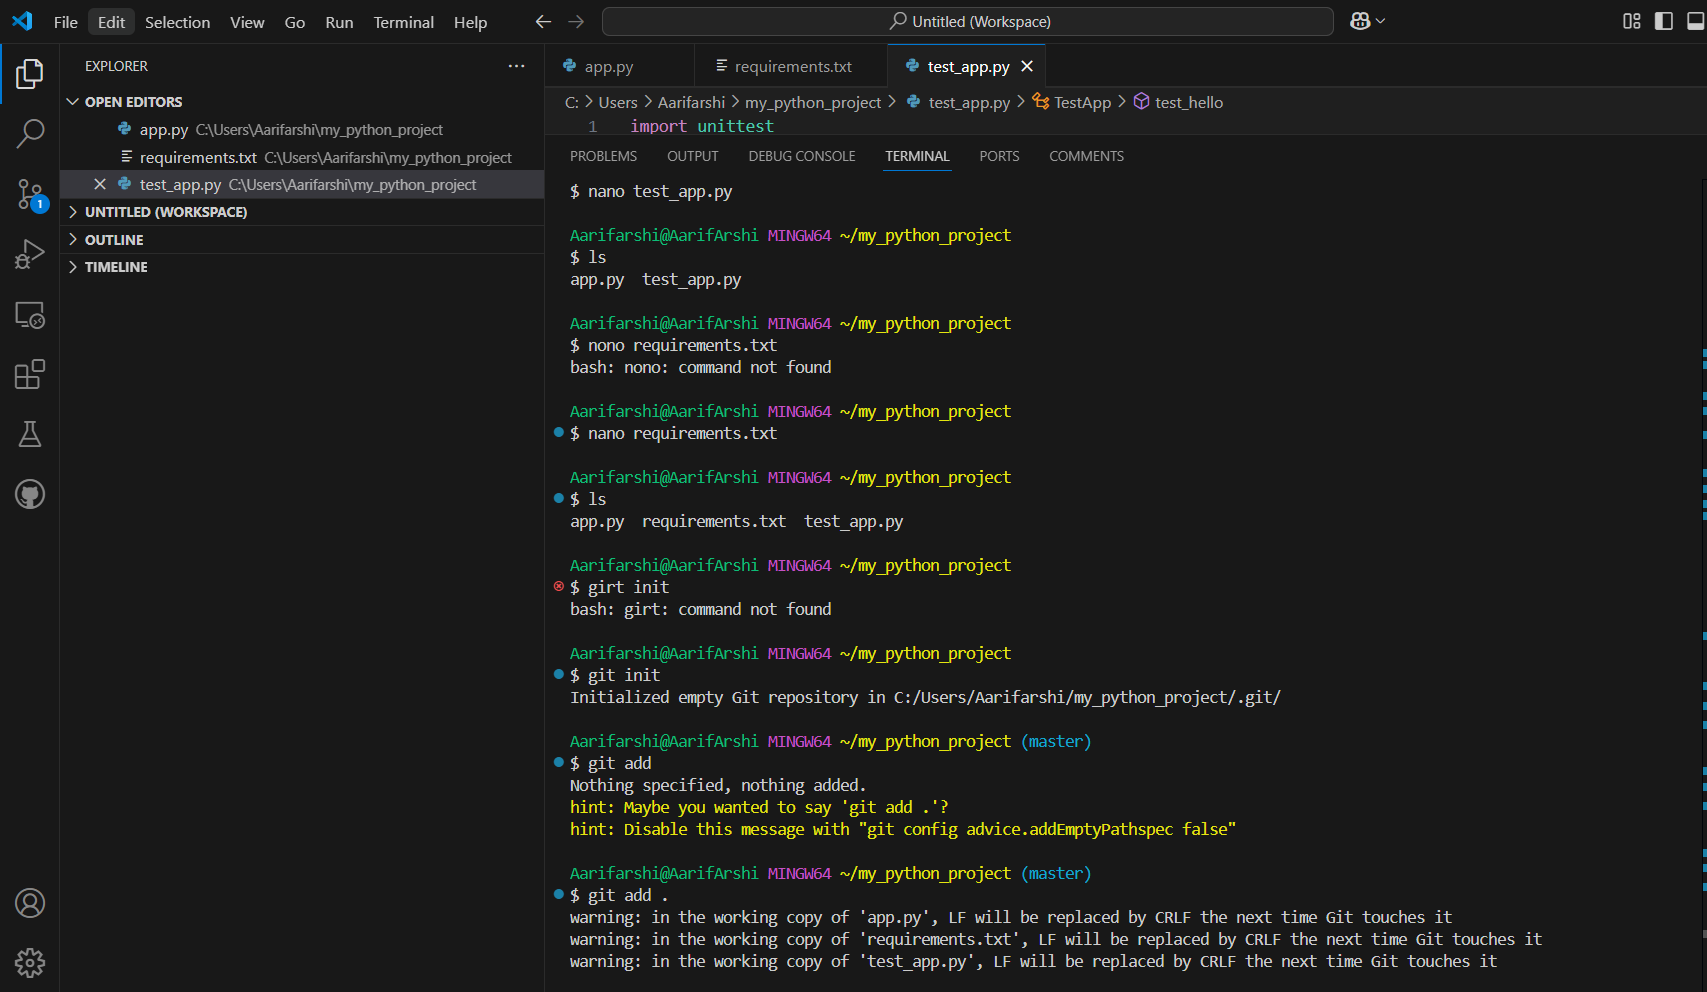 File Edit Selection View Go Run Terminal Help
Untitled (Workspace)
EXPLORER
OPEN EDITORS
app.py C:\Users\Aarifarshi\my_python_project
requirements.txt C:\Users\Aarifarshi\my_python_project
test_app.py C:\Users\Aarifarshi\my_python_project
UNTITLED (WORKSPACE)
OUTLINE
TIMELINE
1
app.py requirements.txt test_app.py
C: > Users > Aarifarshi > my_python_project > test_app.py > TestApp > test_hello
1 import unittest
PROBLEMS OUTPUT DEBUG CONSOLE TERMINAL PORTS COMMENTS
$ nano test_app.py
Aarifarshi@AarifArshi MINGW64 ~/my_python_project
$ ls
app.py test_app.py
Aarifarshi@AarifArshi MINGW64 ~/my_python_project
$ nono requirements.txt
bash: nono: command not found
Aarifarshi@AarifArshi MINGW64 ~/my_python_project
$ nano requirements.txt
Aarifarshi@AarifArshi MINGW64 ~/my_python_project
$ ls
app.py requirements.txt test_app.py
Aarifarshi@AarifArshi MINGW64 ~/my_python_project
$ girt init
bash: girt: command not found
Aarifarshi@AarifArshi MINGW64 ~/my_python_project
$ git init
Initialized empty Git repository in C:/Users/Aarifarshi/my_python_project/.git/
Aarifarshi@AarifArshi MINGW64 ~/my_python_project (master)
$ git add
Nothing specified, nothing added.
hint: Maybe you wanted to say 'git add .'?
hint: Disable this message with "git config advice.addEmptyPathspec false"
Aarifarshi@AarifArshi MINGW64 ~/my_python_project (master)
$ git add .
warning: in the working copy of 'app.py', LF will be replaced by CRLF the next time Git touches it
warning: in the working copy of 'requirements.txt', LF will be replaced by CRLF the next time Git touches it
warning: in the working copy of 'test_app.py', LF will be replaced by CRLF the next time Git touches it